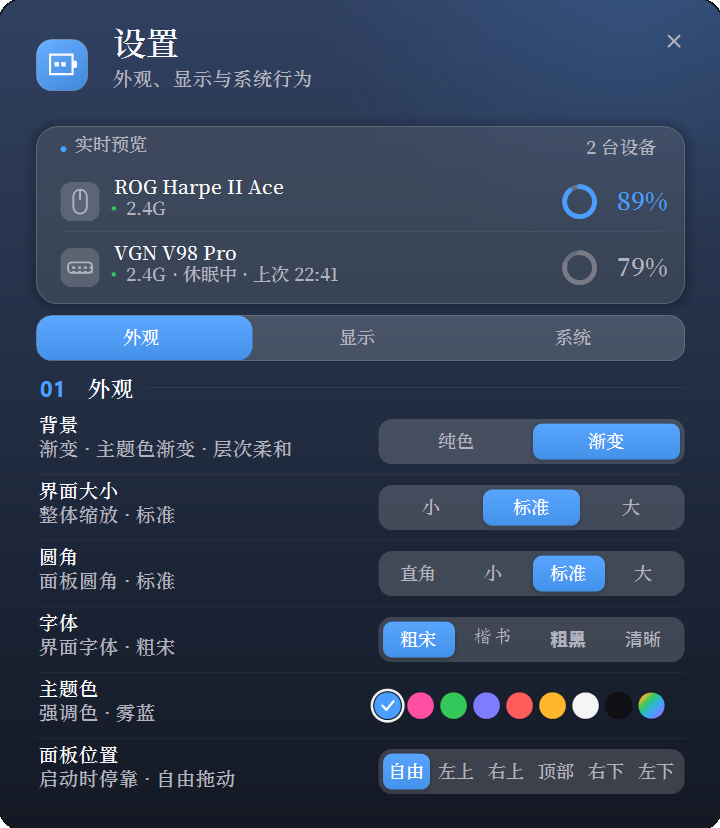 设置
外观、显示与系统行为
实时预览
2 台设备
ROG Harpe II Ace
2.4G
89%
VGN V98 Pro
2.4G · 休眠中 · 上次 22:41
79%
外观 显示 系统
01 外观
背景
渐变 · 主题色渐变 · 层次柔和
纯色 渐变
界面大小
整体缩放 · 标准
小 标准 大
圆角
面板圆角 · 标准
直角 小 标准 大
字体
界面字体 · 粗宋
粗宋 楷书 粗黑 清晰
主题色
强调色 · 雾蓝
面板位置
启动时停靠 · 自由拖动
自由 左上 右上 顶部 右下 左下